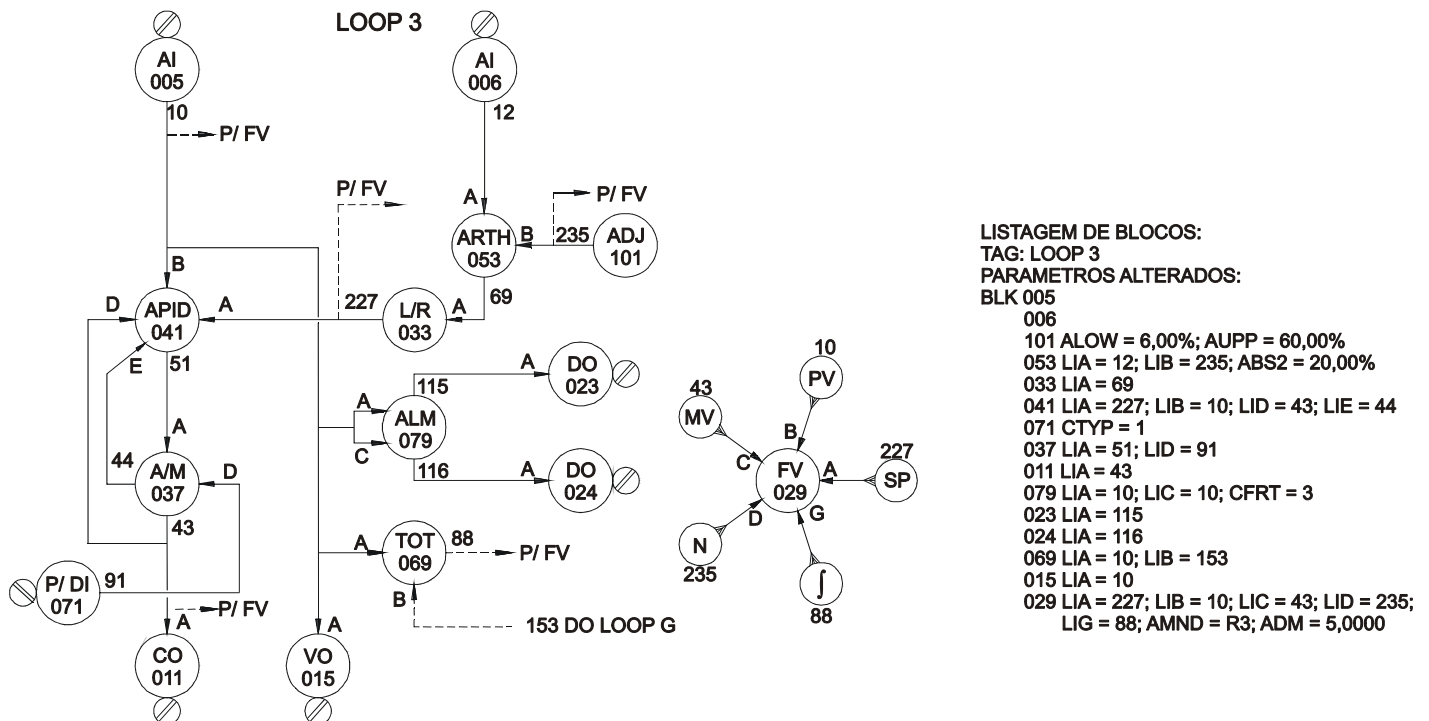 LOOP 3
AI
005
AI
006
10
12
P/ FV
P/ FV
P/ FV
A
ARTH
053
B
235
ADJ
101
B
D
APID
041
A
227
L/R
033
A
69
E
51
A
44
A/M
037
D
43
P/ DI
071
91
P/ FV
A
CO
011
A
VO
015
A
C
ALM
079
115
A
DO
023
116
A
DO
024
A
TOT
069
88
P/ FV
B
153 DO LOOP G
10
PV
43
MV
B
C
FV
029
A
227
SP
D
G
N
235
∫
88
LISTAGEM DE BLOCOS:
TAG: LOOP 3
PARAMETROS ALTERADOS:
BLK 005
006
101 ALOW = 6,00%; AUPP = 60,00%
053 LIA = 12; LIB = 235; ABS2 = 20,00%
033 LIA = 69
041 LIA = 227; LIB = 10; LID = 43; LIE = 44
071 CTYP = 1
037 LIA = 51; LID = 91
011 LIA = 43
079 LIA = 10; LIC = 10; CFRT = 3
023 LIA = 115
024 LIA = 116
069 LIA = 10; LIB = 153
015 LIA = 10
029 LIA = 227; LIB = 10; LIC = 43; LID = 235;
LIG = 88; AMND = R3; ADM = 5,0000